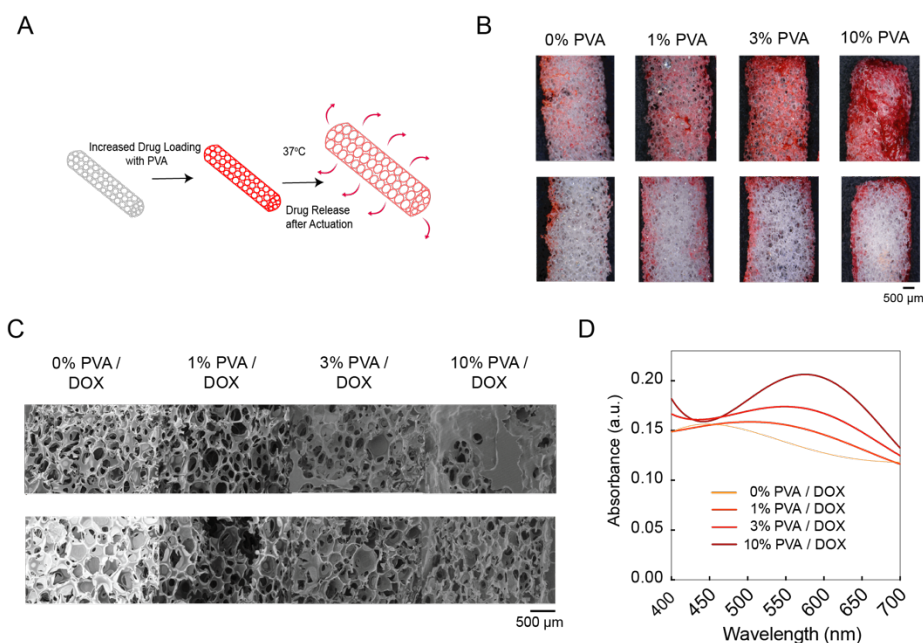 A
Increased Drug Loading
with PVA
37°C
Drug Release
after Actuation
B
0% PVA
1% PVA
3% PVA
10% PVA
500 µm
C
0% PVA /
DOX
1% PVA /
DOX
3% PVA /
DOX
10% PVA /
DOX
500 µm
D
Absorbance (a.u.)
0.20
0.15
0.10
0.05
0.00
0% PVA / DOX
1% PVA / DOX
3% PVA / DOX
10% PVA / DOX
400
450
500
550
600
650
700
Wavelength (nm)